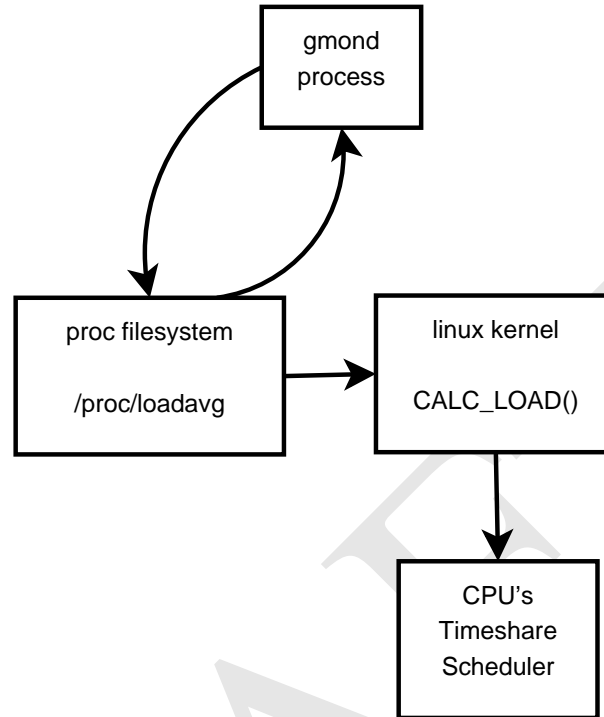 gmond
process
proc filesystem
/proc/loadavg
linux kernel
CALC_LOAD()
CPU's
Timeshare
Scheduler